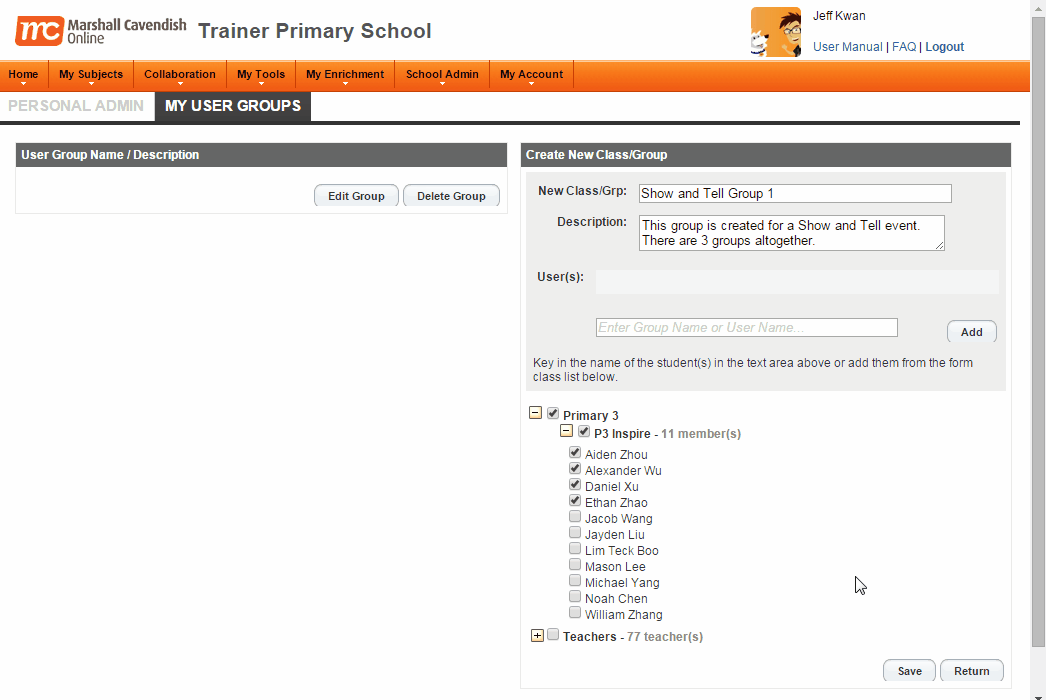 Marshall Cavendish
Online
Trainer Primary School
Jeff Kwan
User Manual | FAQ | Logout
Home
My Subjects
Collaboration
My Tools
My Enrichment
School Admin
My Account
PERSONAL ADMIN
MY USER GROUPS
User Group Name / Description
Edit Group
Delete Group
Create New Class/Group
New Class/Grp: Show and Tell Group 1
Description: This group is created for a Show and Tell event.
There are 3 groups altogether.
User(s):
Enter Group Name or User Name...
Add
Key in the name of the student(s) in the text area above or add them from the form
class list below.
Primary 3
P3 Inspire - 11 member(s)
Aiden Zhou
Alexander Wu
Daniel Xu
Ethan Zhao
Jacob Wang
Jayden Liu
Lim Teck Boo
Mason Lee
Michael Yang
Noah Chen
William Zhang
Teachers - 77 teacher(s)
Save
Return